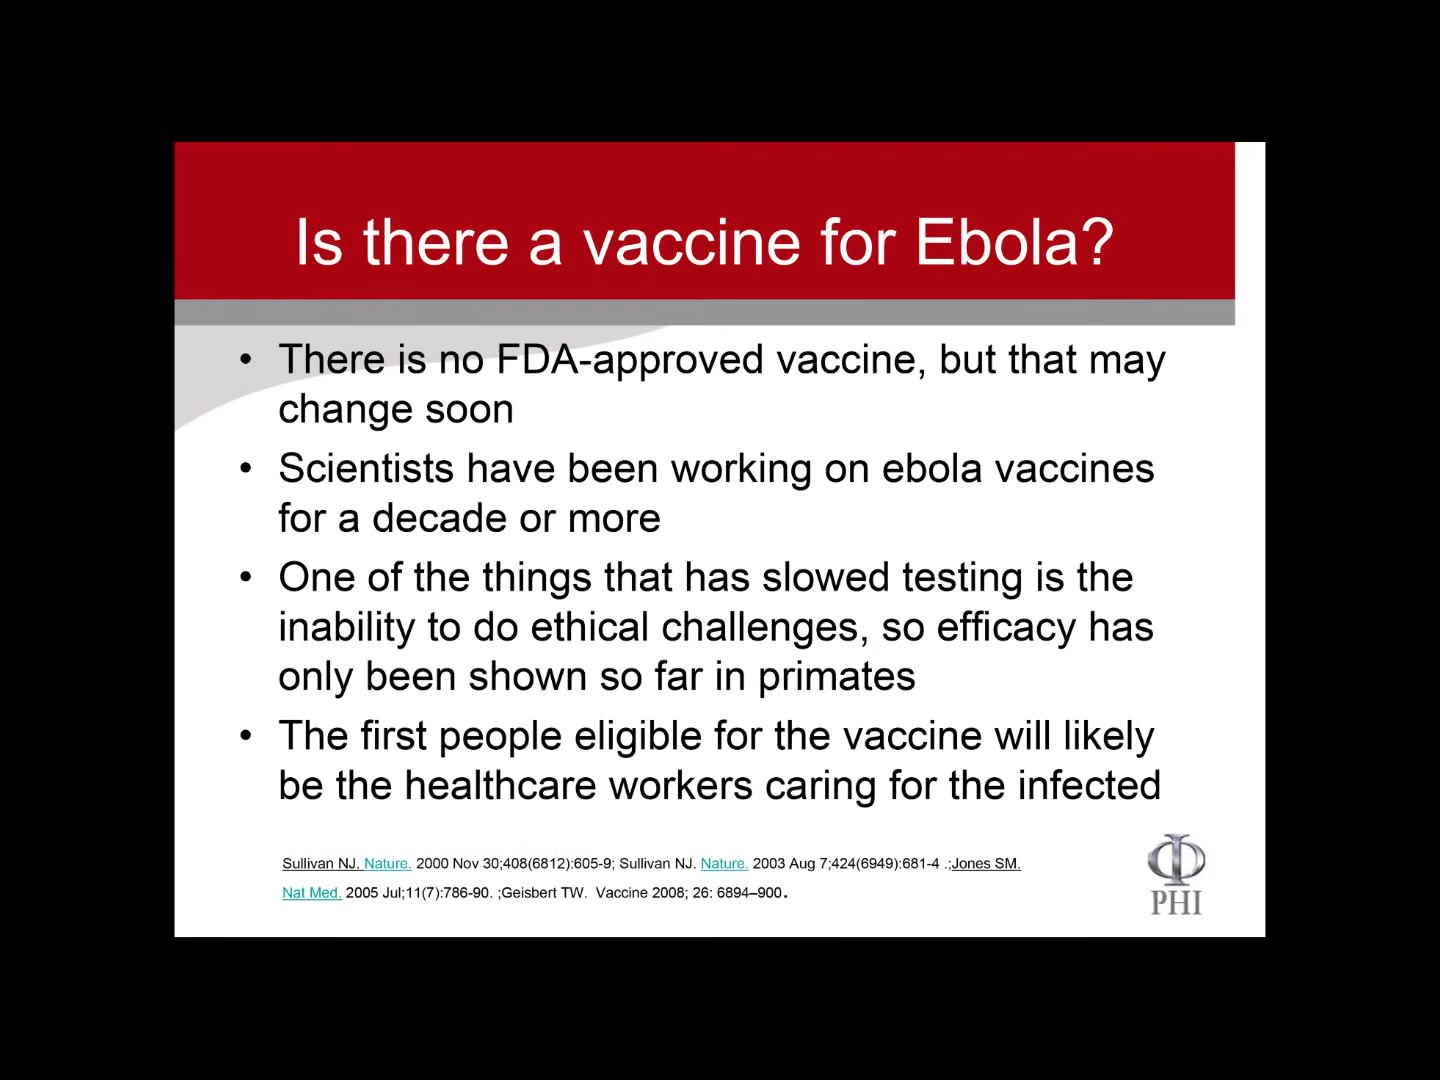 Is there a vaccine for Ebola?
• There is no FDA-approved vaccine, but that may
change soon
• Scientists have been working on ebola vaccines
for a decade or more
• One of the things that has slowed testing is the
inability to do ethical challenges, so efficacy has
only been shown so far in primates
• The first people eligible for the vaccine will likely
be the healthcare workers caring for the infected
Sullivan NJ. Nature. 2000 Nov 30;408(6812):605-9; Sullivan NJ. Nature. 2003 Aug 7;424(6949):681-4 .;Jones SM.
Nat Med. 2005 Jul;11(7):786-90. ;Geisbert TW. Vaccine 2008; 26: 6894–900.
PHI